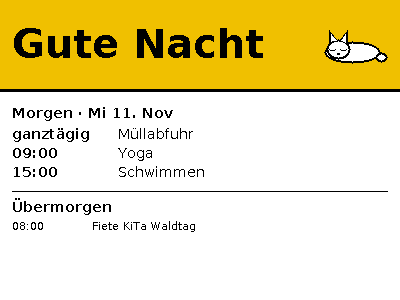 Gute Nacht
Morgen · Mi 11. Nov
ganztägig Müllabfuhr
09:00 Yoga
15:00 Schwimmen
Übermorgen
08:00 Fiete KiTa Waldtag